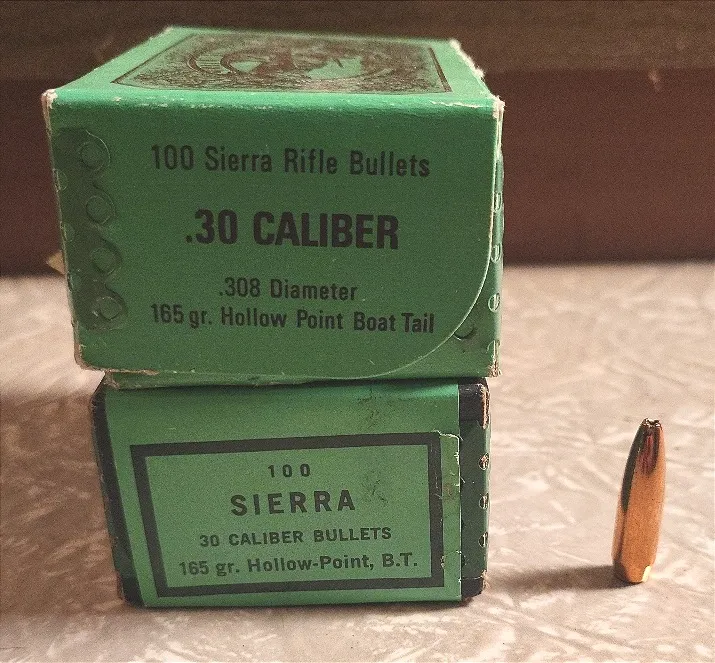 100 Sierra Rifle Bullets
.30 CALIBER
.308 Diameter
165 gr. Hollow Point Boat Tail
100
SIERRA
30 CALIBER BULLETS
165 gr. Hollow-Point, B.T.